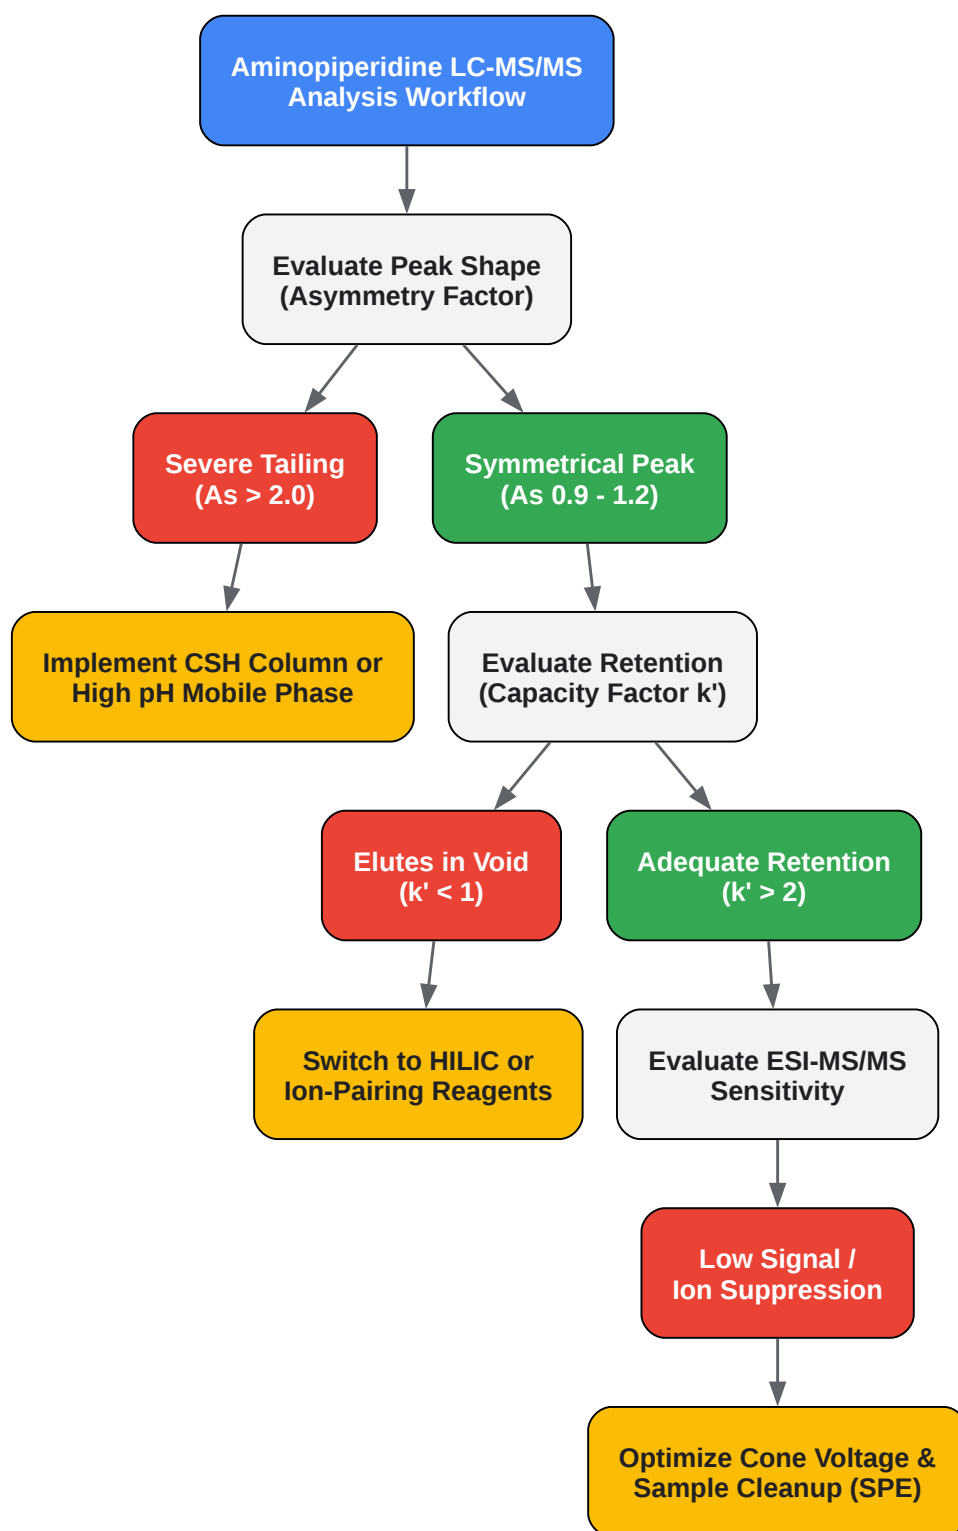 Aminopiperidine LC-MS/MS
Analysis Workflow
Evaluate Peak Shape
(Asymmetry Factor)
Severe Tailing
(As > 2.0)
Symmetrical Peak
(As 0.9 - 1.2)
Implement CSH Column or
High pH Mobile Phase
Evaluate Retention
(Capacity Factor k')
Elutes in Void
(k' < 1)
Adequate Retention
(k' > 2)
Switch to HILIC or
Ion-Pairing Reagents
Evaluate ESI-MS/MS
Sensitivity
Low Signal /
Ion Suppression
Optimize Cone Voltage &
Sample Cleanup (SPE)